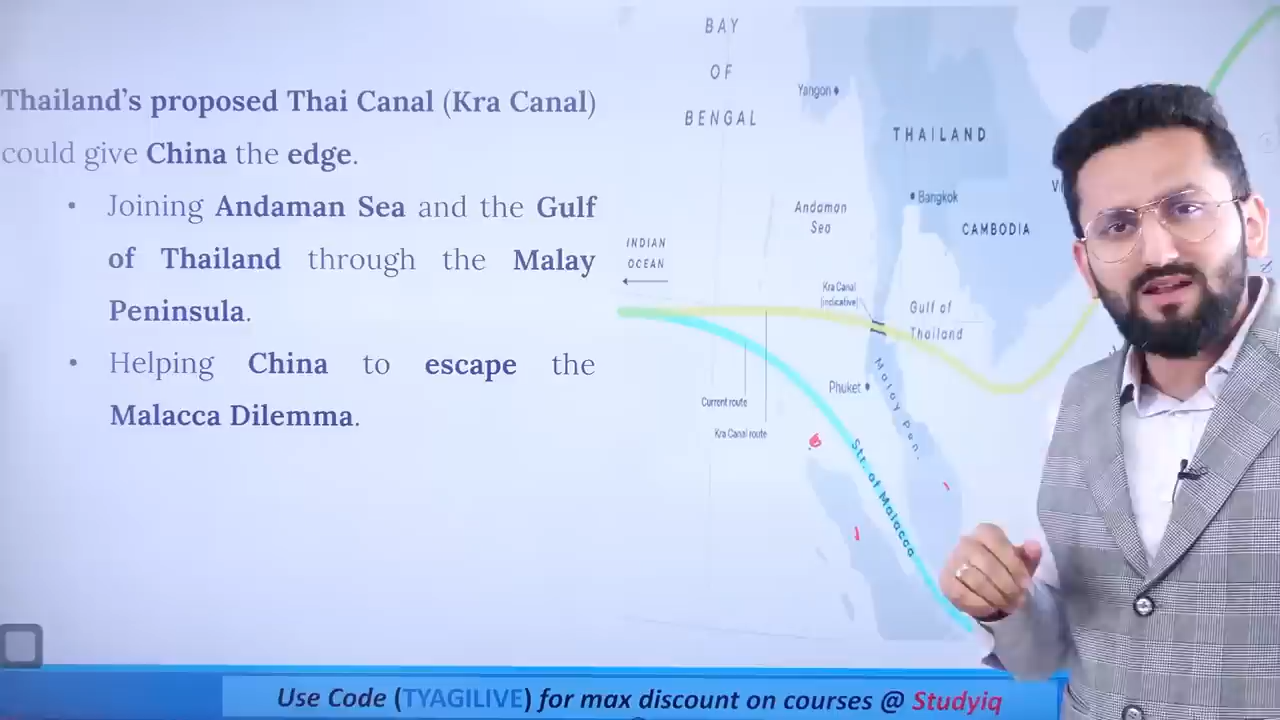 Thailand's proposed Thai Canal (Kra Canal)
could give China the edge.
• Joining Andaman Sea and the Gulf
of Thailand through the Malay
Peninsula.
• Helping China to escape the
Malacca Dilemma.
BAY
OF
BENGAL
Yangon
THAILAND
Bangkok
CAMBODIA
V
Andaman
Sea
INDIAN
OCEAN
Kra Canal
(indicative)
Gulf of
Thailand
Malay Pen.
Phuket
Current route
Kra Canal route
Str. of Malacca
Use Code (TYAGILIVE) for max discount on courses @ Studyiq